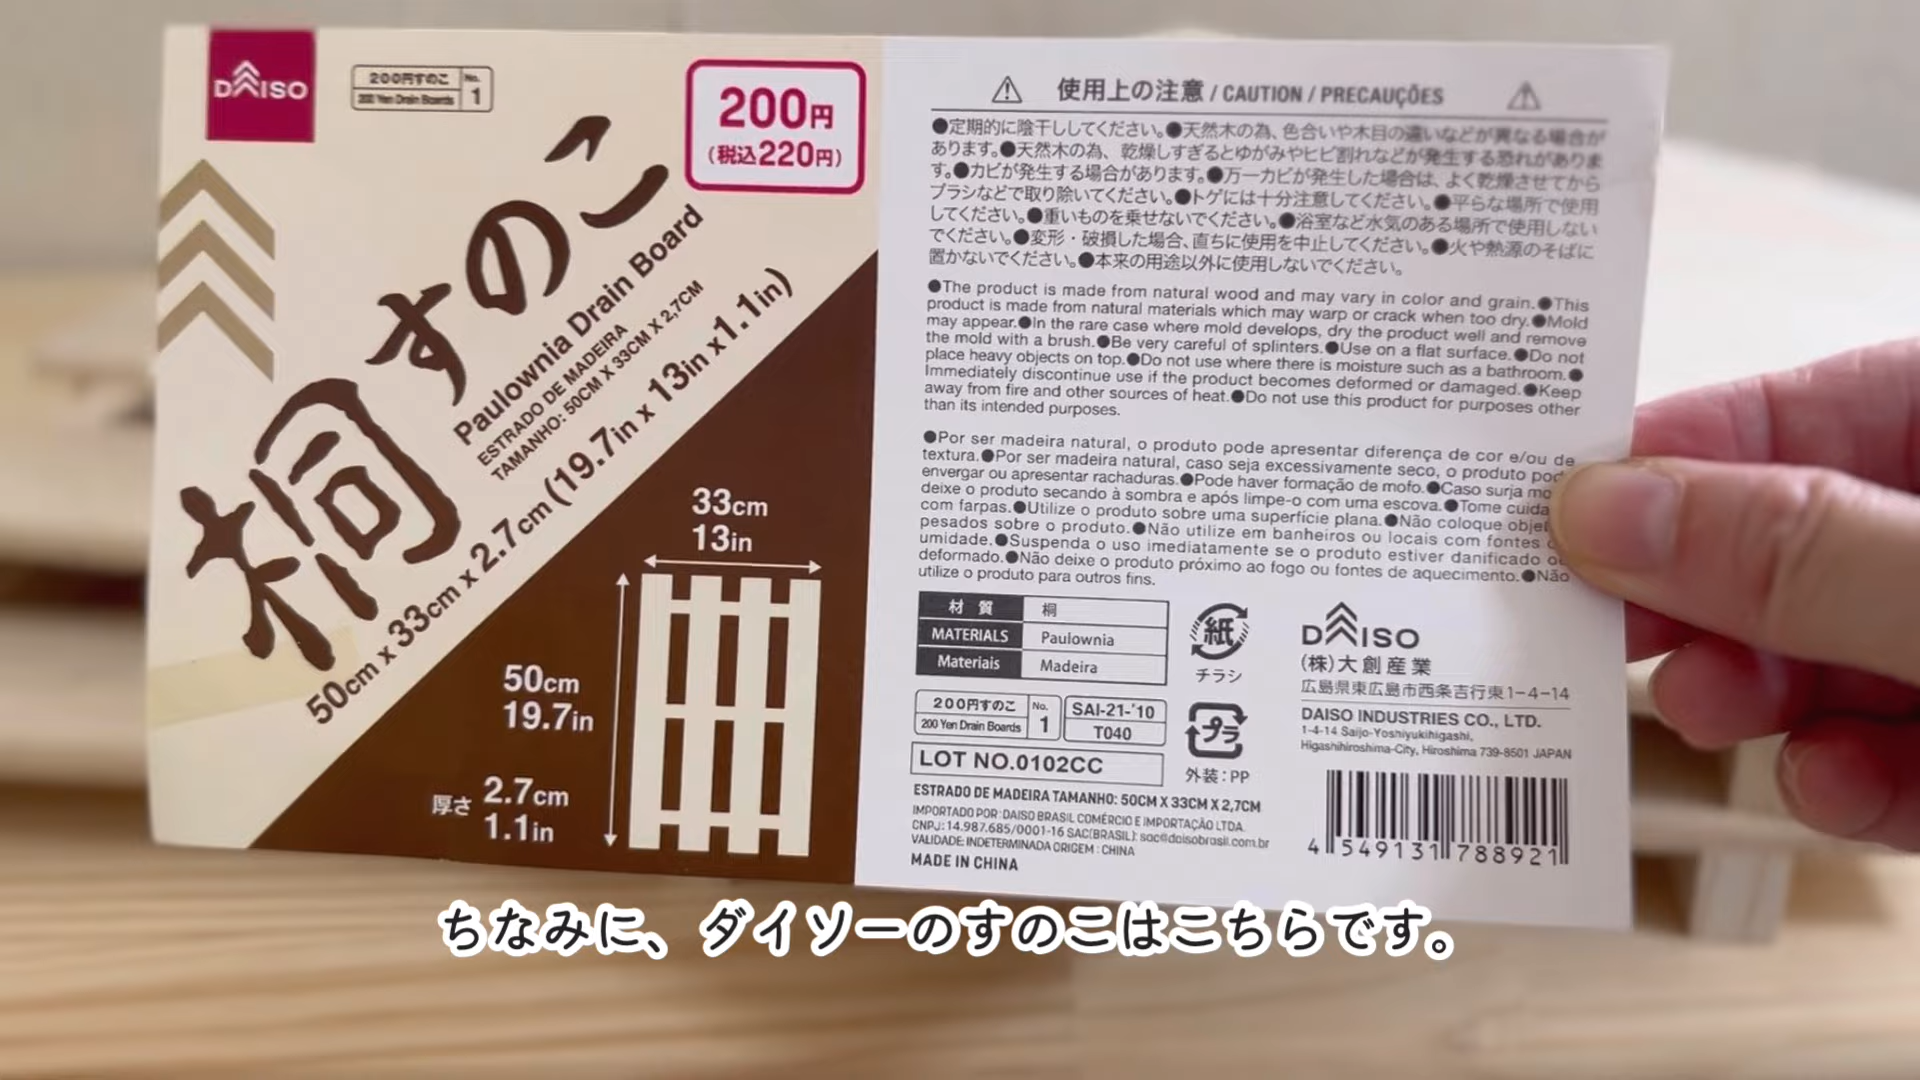 DAISO
200円すのこ No.
200 Yen Drain Boards 1
200円
(税込220円)
桐すのこ
Paulownia Drain Board
ESTRADO DE MADEIRA
TAMANHO: 50CM X 33CM X 2,7CM
50cm x 33cm x 2.7cm (19.7in x 13in x 1.1in)
33cm
13in
50cm
19.7in
厚さ 2.7cm
1.1in
使用上の注意 / CAUTION / PRECAUÇÕES
●定期的に陰干ししてください。●天然木の為、色合いや木目の違いなどが異なる場合が
あります。●天然木の為、乾燥しすぎるとゆがみやヒビ割れなどが発生する恐れがありま
す。●カビが発生する場合があります。●万一カビが発生した場合は、よく乾燥させてから
ブラシなどで取り除いてください。●トゲには十分注意してください。●平らな場所で使用
してください。●重いものを乗せないでください。●浴室など水気のある場所で使用しない
でください。●変形・破損した場合、直ちに使用を中止してください。●火や熱源のそばに
置かないでください。●本来の用途以外に使用しないでください。
●The product is made from natural wood and may vary in color and grain.●This
product is made from natural materials which may warp or crack when too dry.●Mold
may appear.●In the rare case where mold develops, dry the product well and remove
the mold with a brush.●Be very careful of splinters.●Use on a flat surface.●Do not
place heavy objects on top.●Do not use where there is moisture such as a bathroom.●
Immediately discontinue use if the product becomes deformed or damaged.●Keep
away from fire and other sources of heat.●Do not use this product for purposes other
than its intended purposes.
●Por ser madeira natural, o produto pode apresentar diferença de cor e/ou de
textura.●Por ser madeira natural, caso seja excessivamente seco, o produto pod
envergar ou apresentar rachaduras.●Pode haver formação de mofo.●Caso surja mo
deixe o produto secando à sombra e após limpe-o com uma escova.●Tome cuida
com farpas.●Utilize o produto sobre uma superfície plana.●Não coloque obje
pesados sobre o produto.●Não utilize em banheiros ou locais com fontes
umidade.●Suspenda o uso imediatamente se o produto estiver danificado o
deformado.●Não deixe o produto próximo ao fogo ou fontes de aquecimento.●Não
utilize o produto para outros fins.
材質 桐
MATERIALS Paulownia
Materiais Madeira
紙
チラシ
200円すのこ No.
200 Yen Drain Boards 1
SAI-21-'10
T040
プラ
外装：PP
LOT NO.0102CC
ESTRADO DE MADEIRA TAMANHO: 50CM X 33CM X 2,7CM
IMPORTADO POR: DAISO BRASIL COMÉRCIO E IMPORTAÇÃO LTDA.
CNPJ: 14.987.685/0001-16 SAC(BRASIL): sac@daisobrasil.com.br
VALIDADE: INDETERMINADA ORIGEM : CHINA
MADE IN CHINA
DAISO
(株)大創産業
広島県東広島市西条吉行東1-4-14
DAISO INDUSTRIES CO., LTD.
1-4-14 Saijo-Yoshiyukihigashi,
Higashihiroshima-City, Hiroshima 739-8501 JAPAN
4 549131 788921
ちなみに、ダイソーのすのこはこちらです。